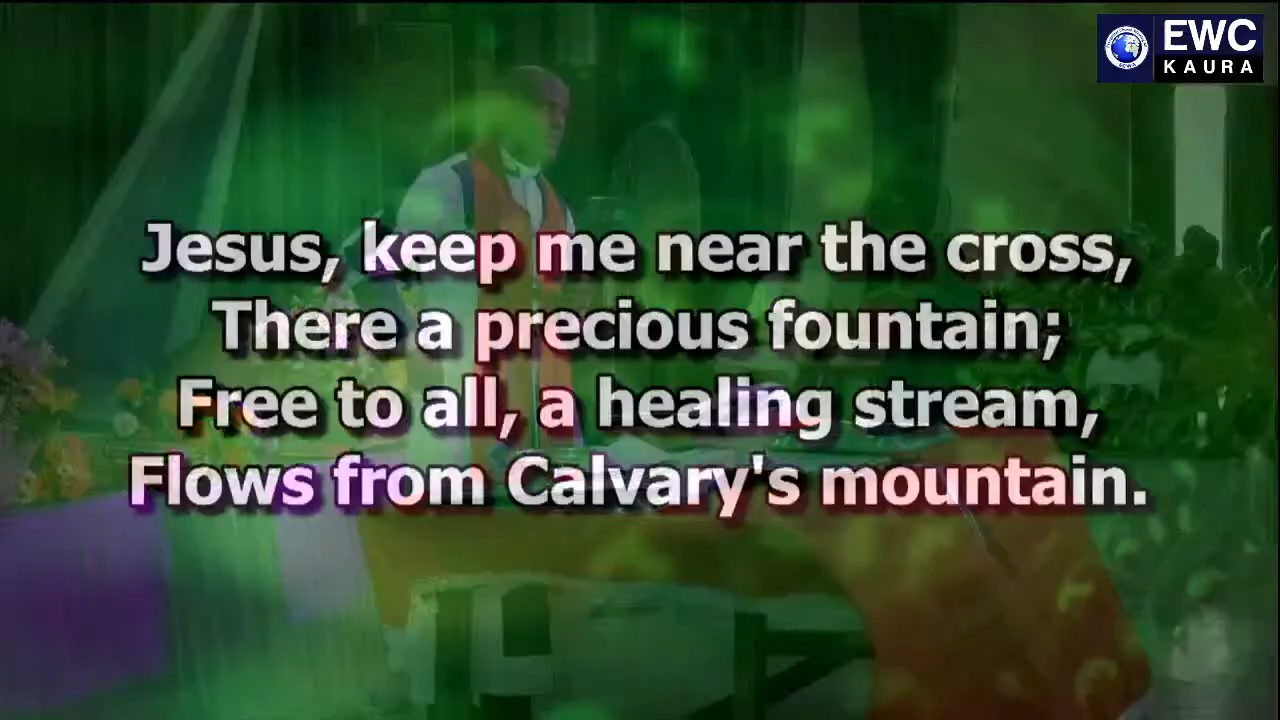 EWC
KAURA
Jesus, keep me near the cross,
There a precious fountain;
Free to all, a healing stream,
Flows from Calvary's mountain.